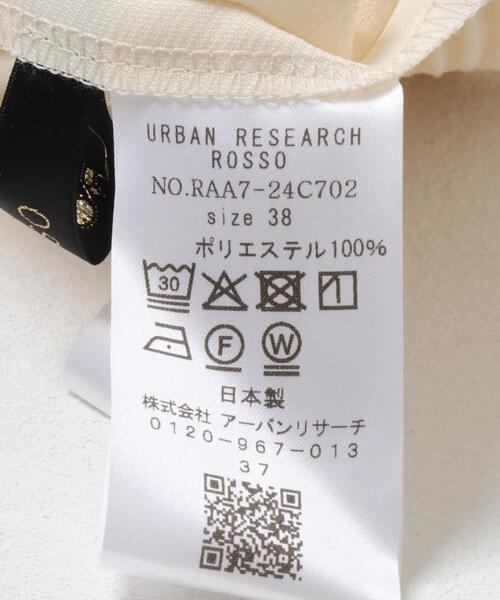 URBAN RESEARCH
ROSSO
NO.RAA7-24C702
size 38
ポリエステル100%
30
F W
日本製
株式会社 アーバンリサーチ
0120-967-013
37